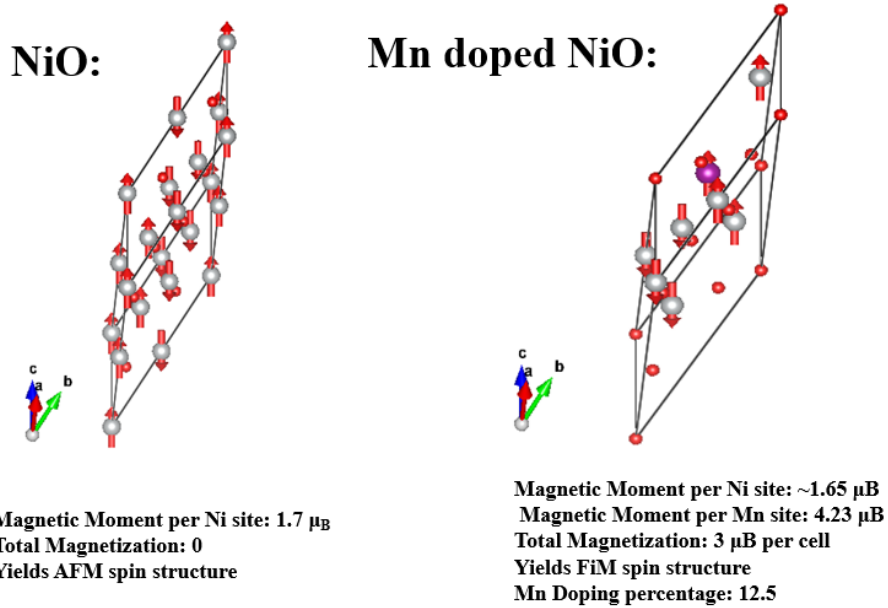 NiO:
Mn doped NiO:
c
a
b
c
a
b
Magnetic Moment per Ni site: 1.7 μB
Total Magnetization: 0
Yields AFM spin structure
Magnetic Moment per Ni site: ~1.65 μB
Magnetic Moment per Mn site: 4.23 μB
Total Magnetization: 3 μB per cell
Yields FiM spin structure
Mn Doping percentage: 12.5